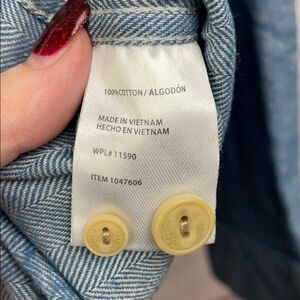 100%COTTON / ALGODÓN
MADE IN VIETNAM
HECHO EN VIETNAM
WPL# 11590
ITEM 1047606